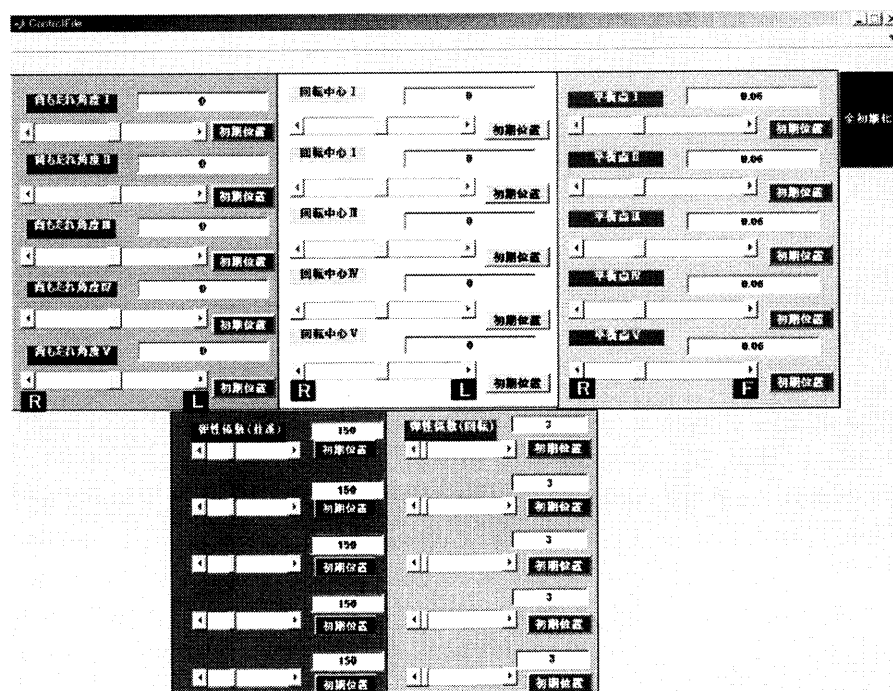 ControlFile
全初期化
背もたれ角度 I
0
初期位置
背もたれ角度 II
0
初期位置
背もたれ角度 III
0
初期位置
背もたれ角度 IV
0
初期位置
背もたれ角度 V
0
初期位置
R L
回転中心 I
0
初期位置
回転中心 I
0
初期位置
回転中心 III
0
初期位置
回転中心 IV
0
初期位置
回転中心 V
0
初期位置
R L
平衡点 I
0.06
初期位置
平衡点 II
0.06
初期位置
平衡点 III
0.06
初期位置
平衡点 IV
0.06
初期位置
平衡点 V
0.06
初期位置
R F
弾性係数(並進)
150
初期位置
150
初期位置
150
初期位置
150
初期位置
150
初期位置
弾性係数(回転)
3
初期位置
3
初期位置
3
初期位置
3
初期位置
3
初期位置